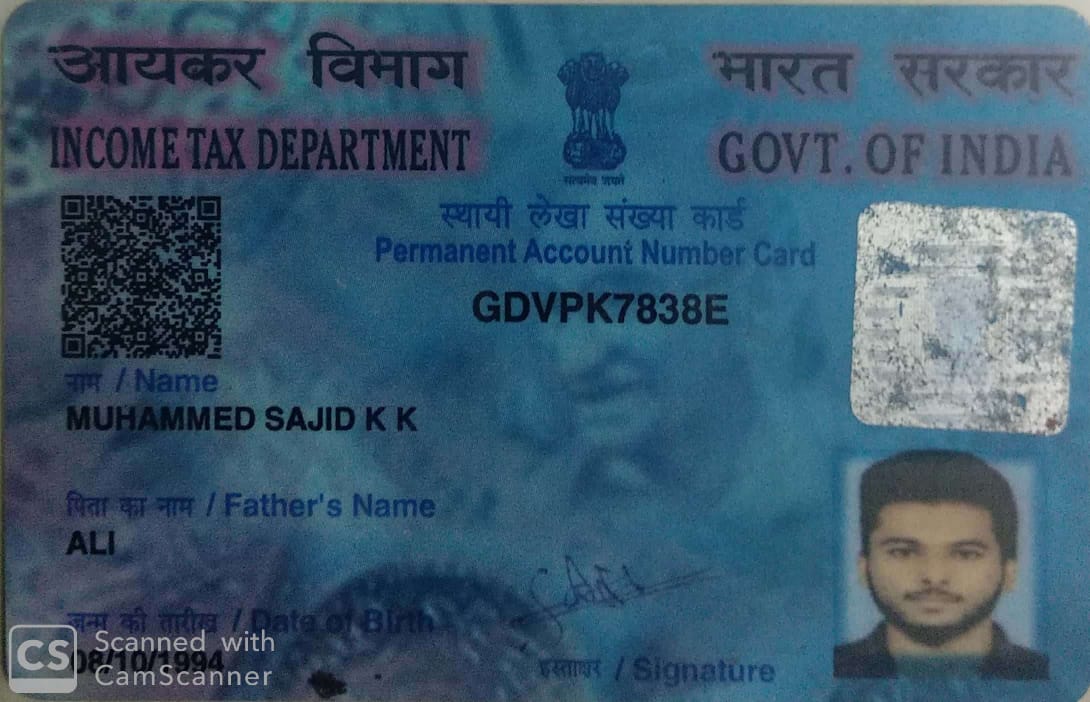 आयकर विभाग
INCOME TAX DEPARTMENT
भारत सरकार
GOVT. OF INDIA
सत्यमेव जयते
स्थायी लेखा संख्या कार्ड
Permanent Account Number Card
GDVPK7838E
नाम / Name
MUHAMMED SAJID K K
पिता का नाम / Father's Name
ALI
जन्म की तारीख / Date of Birth
08/10/1994
हस्ताक्षर / Signature
CS Scanned with
CamScanner